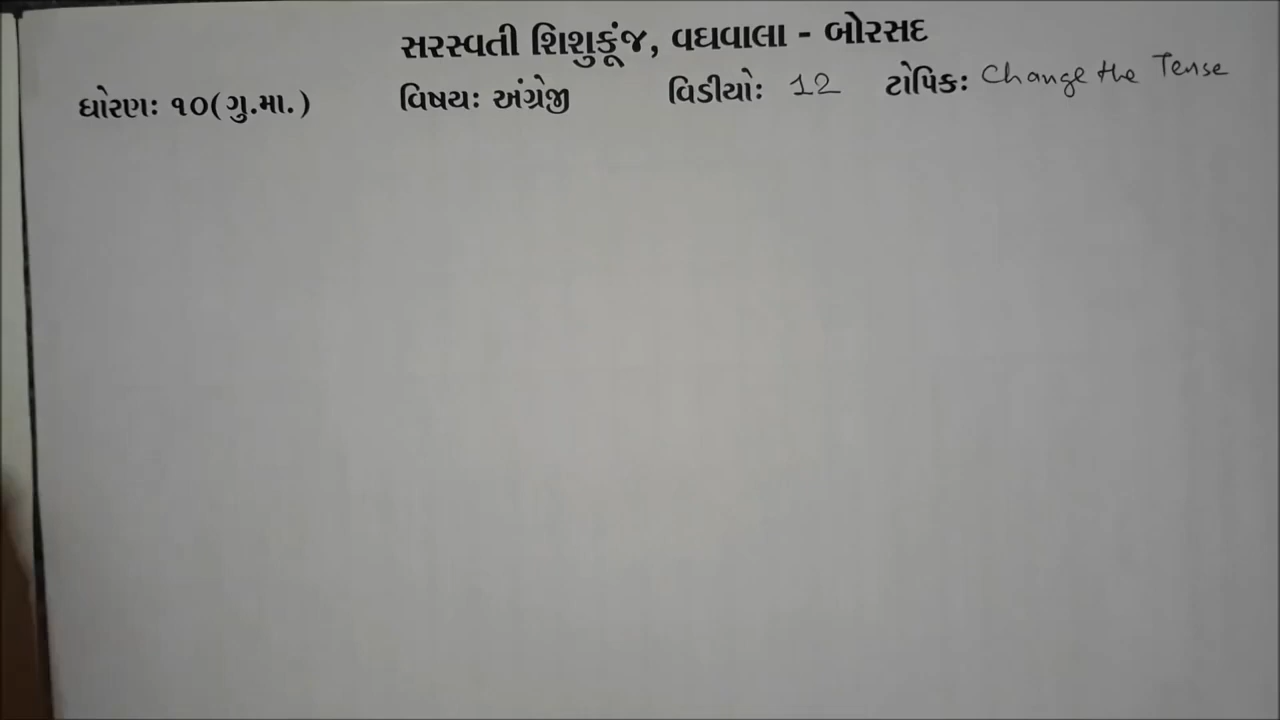 સરસ્વતી શિશુકૂંજ, વઘવાલા - બોરસદ
ધોરણઃ ૧૦(ગુ.મા.) વિષયઃ અંગ્રેજી વિડીયોઃ 12 ટોપિકઃ Change the Tense